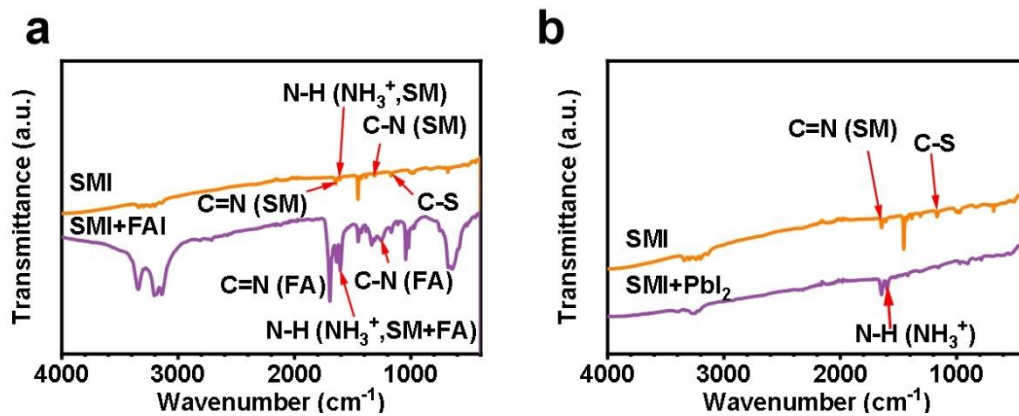 a
Transmittance (a.u.)
N-H (NH₃⁺,SM)
C-N (SM)
SMI
C=N (SM)
C-S
SMI+FAI
C=N (FA)
C-N (FA)
N-H (NH₃⁺,SM+FA)
4000 3000 2000 1000
Wavenumber (cm⁻¹)
b
Transmittance (a.u.)
C=N (SM)
C-S
SMI
SMI+PbI₂
N-H (NH₃⁺)
4000 3000 2000 1000
Wavenumber (cm⁻¹)